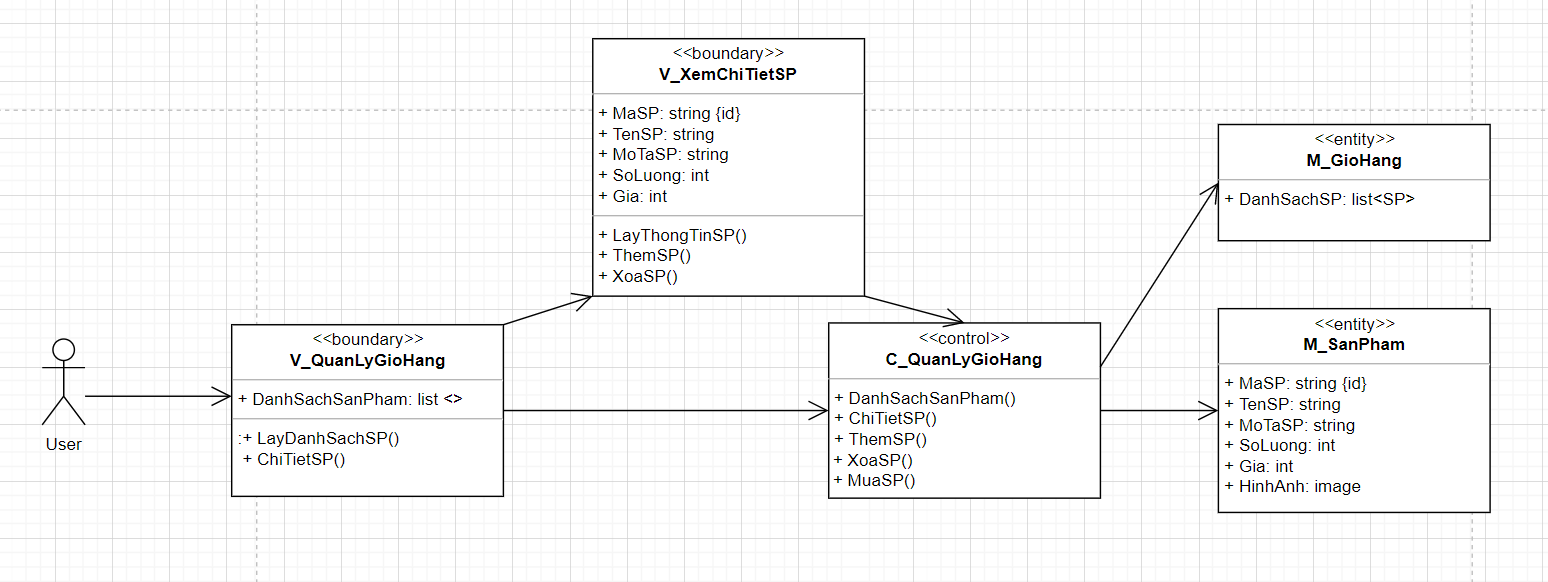 <<boundary>>
V_XemChiTietSP
+ MaSP: string {id}
+ TenSP: string
+ MoTaSP: string
+ SoLuong: int
+ Gia: int
+ LayThongTinSP()
+ ThemSP()
+ XoaSP()
User
<<boundary>>
V_QuanLyGioHang
+ DanhSachSanPham: list <>
:+ LayDanhSachSP()
+ ChiTietSP()
<<control>>
C_QuanLyGioHang
+ DanhSachSanPham()
+ ChiTietSP()
+ ThemSP()
+ XoaSP()
+ MuaSP()
<<entity>>
M_GioHang
+ DanhSachSP: list<SP>
<<entity>>
M_SanPham
+ MaSP: string {id}
+ TenSP: string
+ MoTaSP: string
+ SoLuong: int
+ Gia: int
+ HinhAnh: image